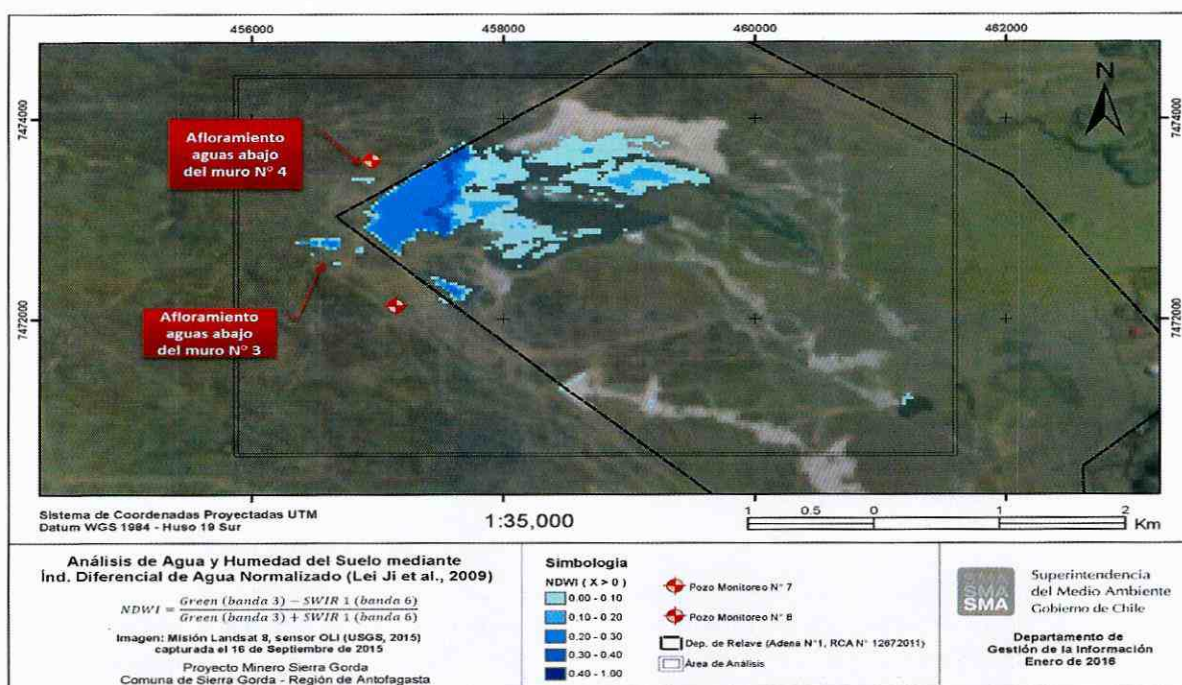 456000
458000
460000
462000
7474000
7474000
7472000
7472000
N
Afloramiento
aguas abajo
del muro N° 4
Afloramiento
aguas abajo
del muro N° 3
Sistema de Coordenadas Proyectadas UTM
Datum WGS 1984 - Huso 19 Sur
1:35,000
1 0.5 0 1 2
Km
Análisis de Agua y Humedad del Suelo mediante
Índ. Diferencial de Agua Normalizado (Lei Ji et al., 2009)
NDWI = Green (banda 3) − SWIR 1 (banda 6)
Green (banda 3) + SWIR 1 (banda 6)
Imagen: Misión Landsat 8, sensor OLI (USGS, 2015)
capturada el 16 de Septiembre de 2015
Proyecto Minero Sierra Gorda
Comuna de Sierra Gorda - Región de Antofagasta
Simbologia
NDWI ( X > 0 )
0.00 - 0.10
0.10 - 0.20
0.20 - 0.30
0.30 - 0.40
0.40 - 1.00
Pozo Monitoreo N° 7
Pozo Monitoreo N° 8
Dep. de Relave (Adena N°1, RCA N° 12672011)
Área de Análisis
SMA
SMA
SMA
Superintendencia
del Medio Ambiente
Gobierno de Chile
Departamento de
Gestión de la Información
Enero de 2016